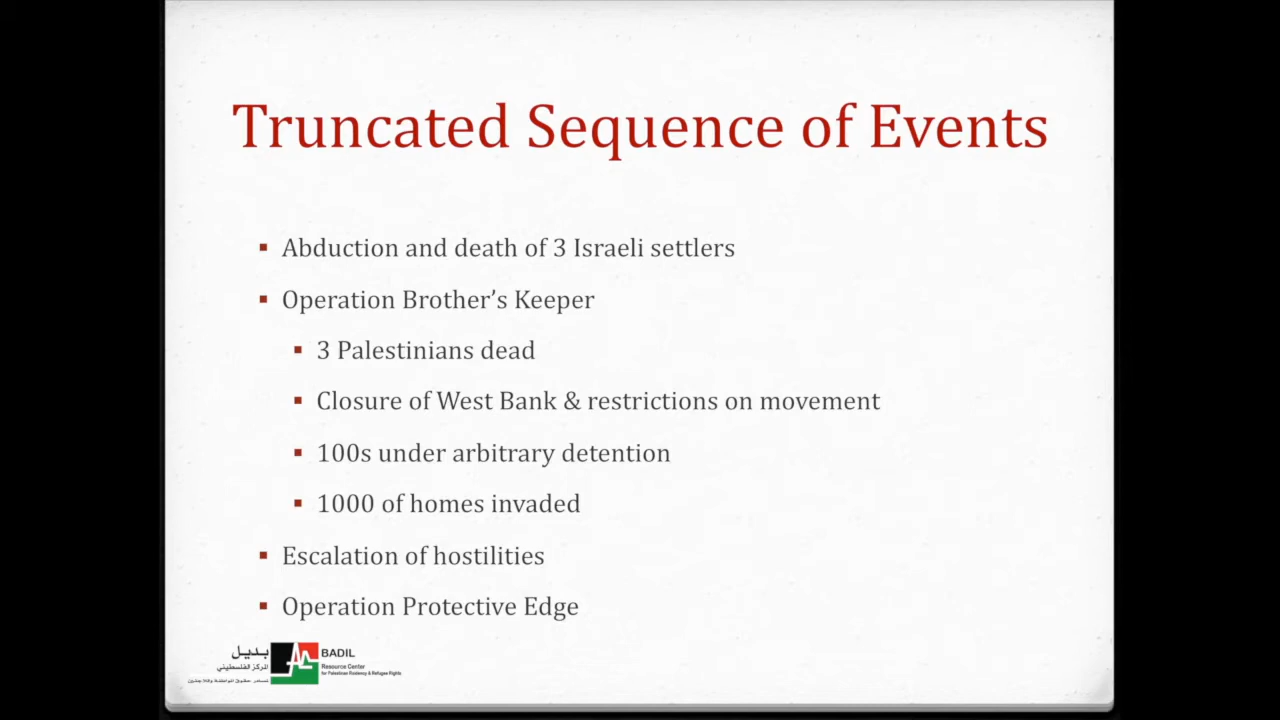 Truncated Sequence of Events
▪ Abduction and death of 3 Israeli settlers
▪ Operation Brother’s Keeper
▪ 3 Palestinians dead
▪ Closure of West Bank & restrictions on movement
▪ 100s under arbitrary detention
▪ 1000 of homes invaded
▪ Escalation of hostilities
▪ Operation Protective Edge
بديل
المركز الفلسطيني
BADIL
Resource Center
for Palestinian Residency & Refugee Rights